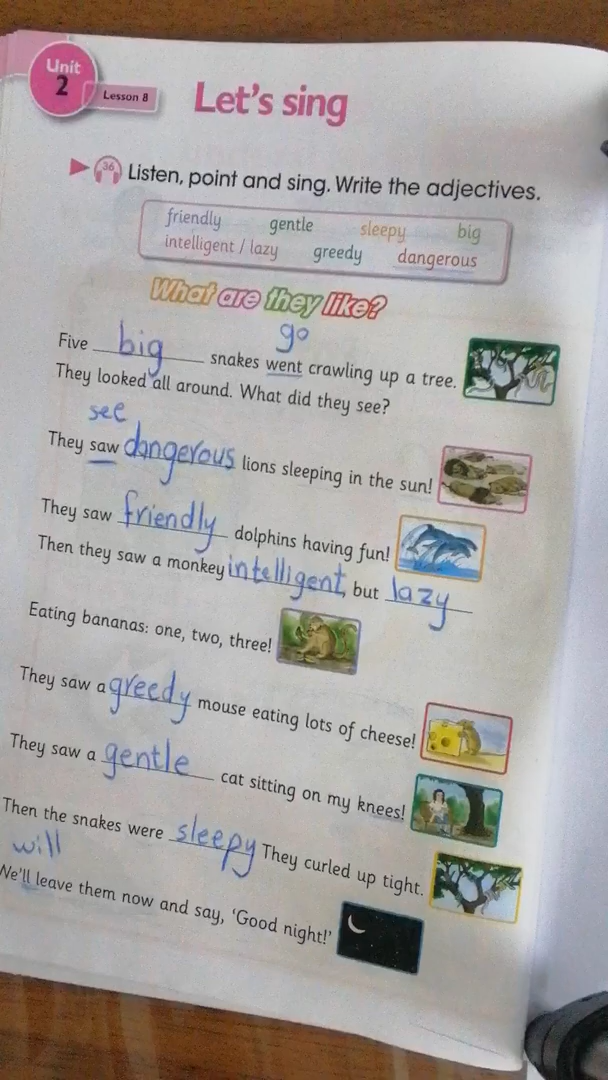 Unit
2
Lesson 8
Let's sing
36
Listen, point and sing. Write the adjectives.
friendly gentle sleepy big
intelligent / lazy greedy dangerous
What are they like?
go
Five big snakes went crawling up a tree.
They looked all around. What did they see?
see
They saw dangerous lions sleeping in the sun!
They saw friendly dolphins having fun!
Then they saw a monkey intelligent, but lazy
Eating bananas: one, two, three!
They saw a greedy mouse eating lots of cheese!
They saw a gentle cat sitting on my knees!
Then the snakes were sleepy They curled up tight.
will
We'll leave them now and say, 'Good night!'